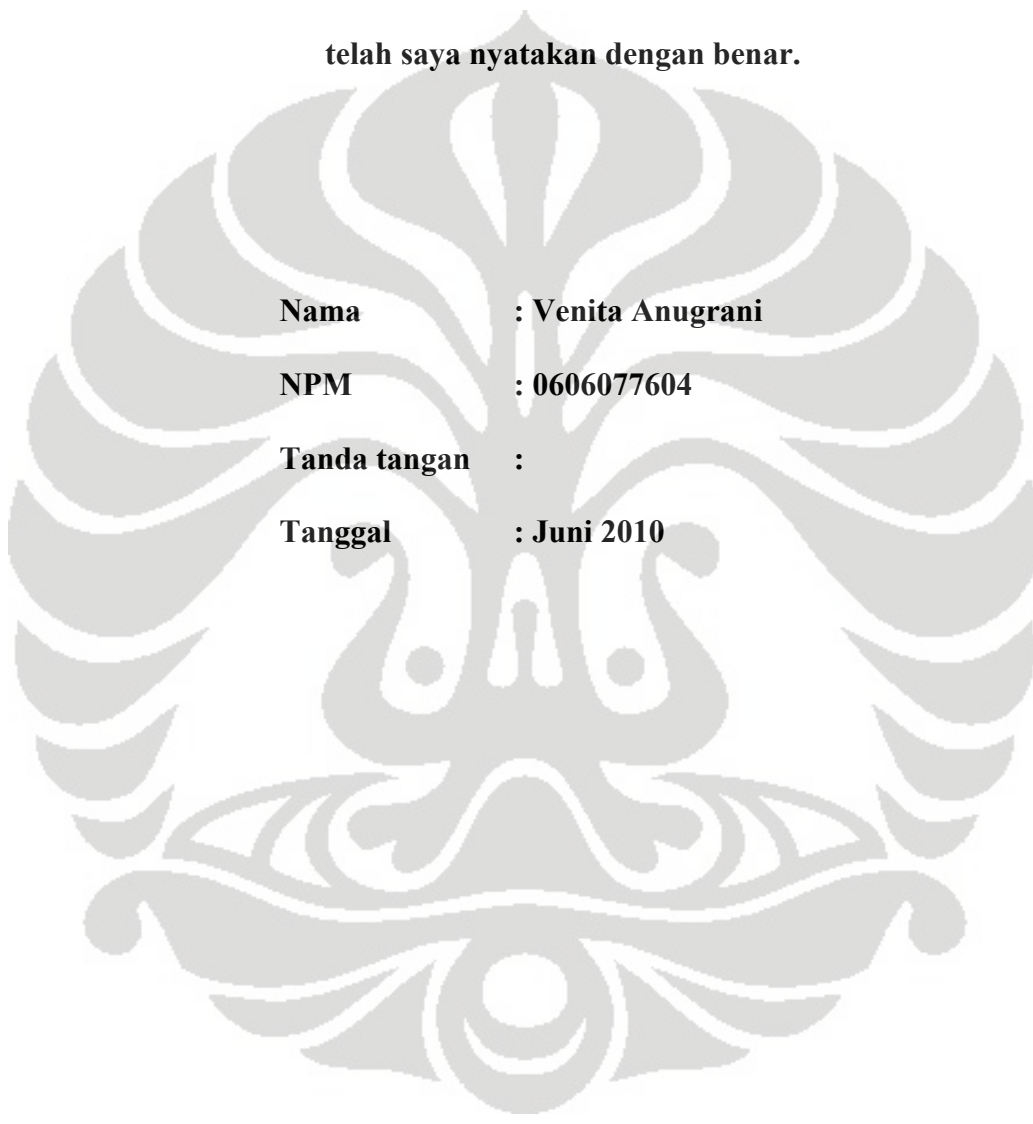 telah saya nyatakan dengan benar.
Nama : Venita Anugrani
NPM : 0606077604
Tanda tangan :
Tanggal : Juni 2010